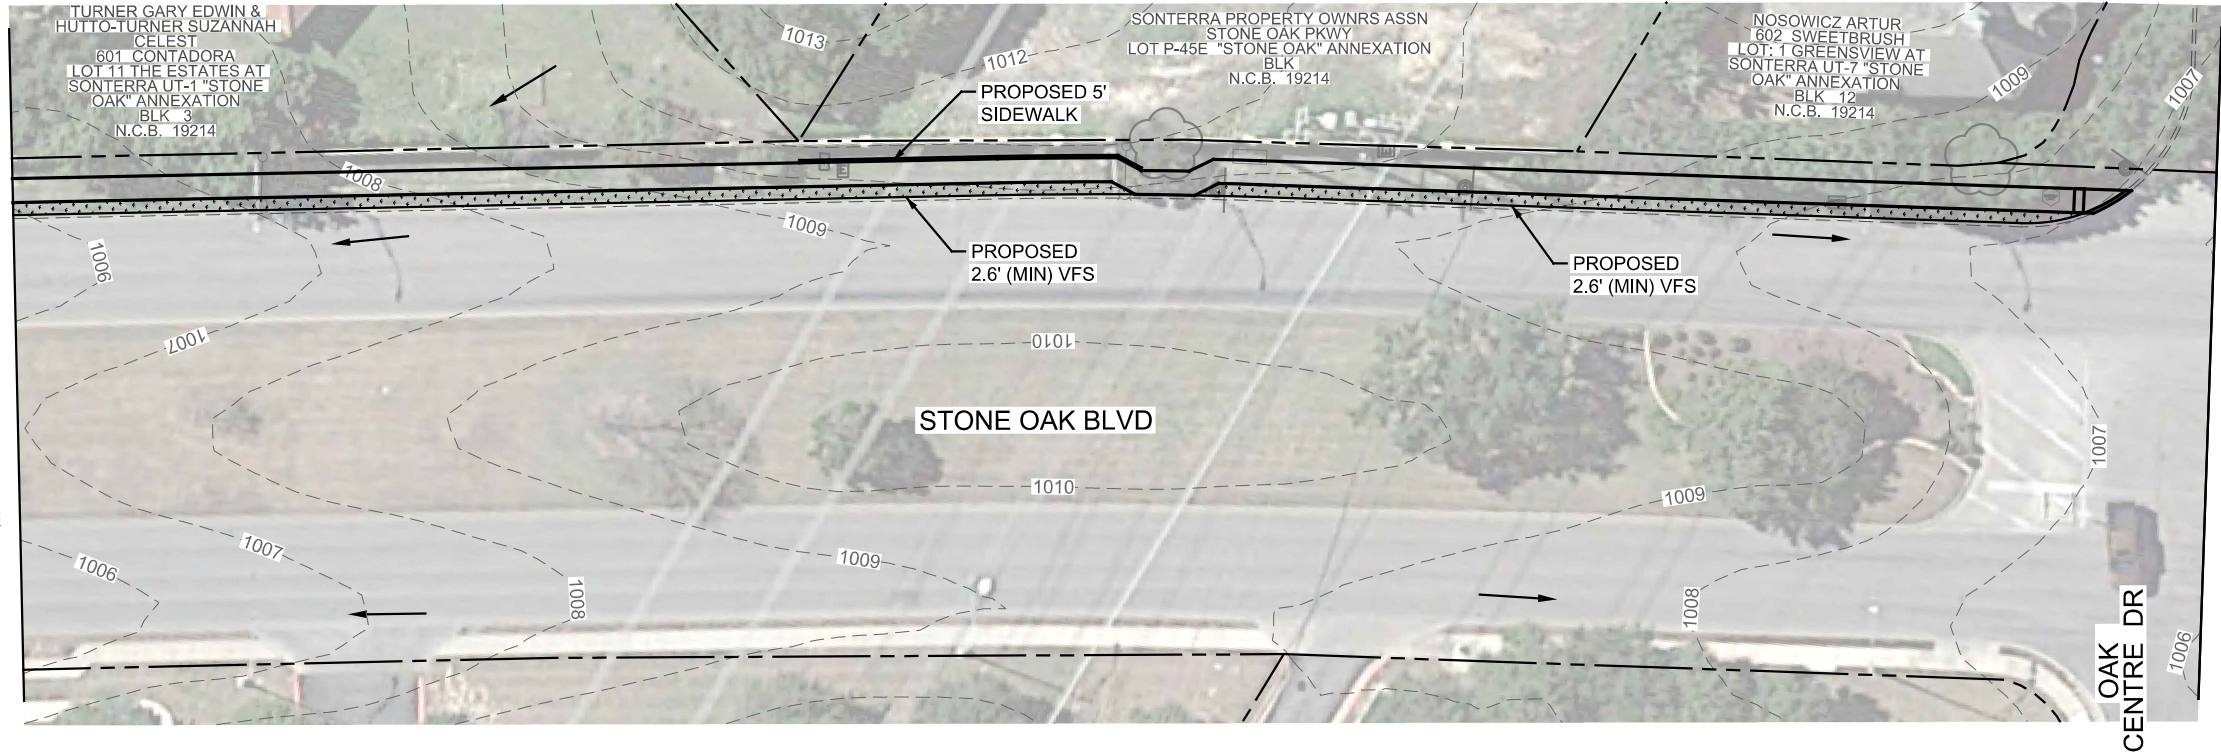 TURNER GARY EDWIN &
HUTTO-TURNER SUZANNAH
CELEST
601 CONTADORA
LOT 11 THE ESTATES AT
SONTERRA UT-1 "STONE
OAK" ANNEXATION
BLK 3
N.C.B. 19214
1013
1012
SONTERRA PROPERTY OWNRS ASSN
STONE OAK PKWY
LOT P-45E "STONE OAK" ANNEXATION
BLK
N.C.B. 19214
NOSOWICZ ARTUR
602 SWEETBRUSH
LOT: 1 GREENSVIEW AT
SONTERRA UT-7 "STONE
OAK" ANNEXATION
BLK 12
N.C.B. 19214
1009
1007
PROPOSED 5'
SIDEWALK
1008
1009
1006
PROPOSED
2.6' (MIN) VFS
PROPOSED
2.6' (MIN) VFS
1007
1010
STONE OAK BLVD
1010
1009
1007
1007
1006
1009
1008
1008
1006
OAK
CENTRE DR